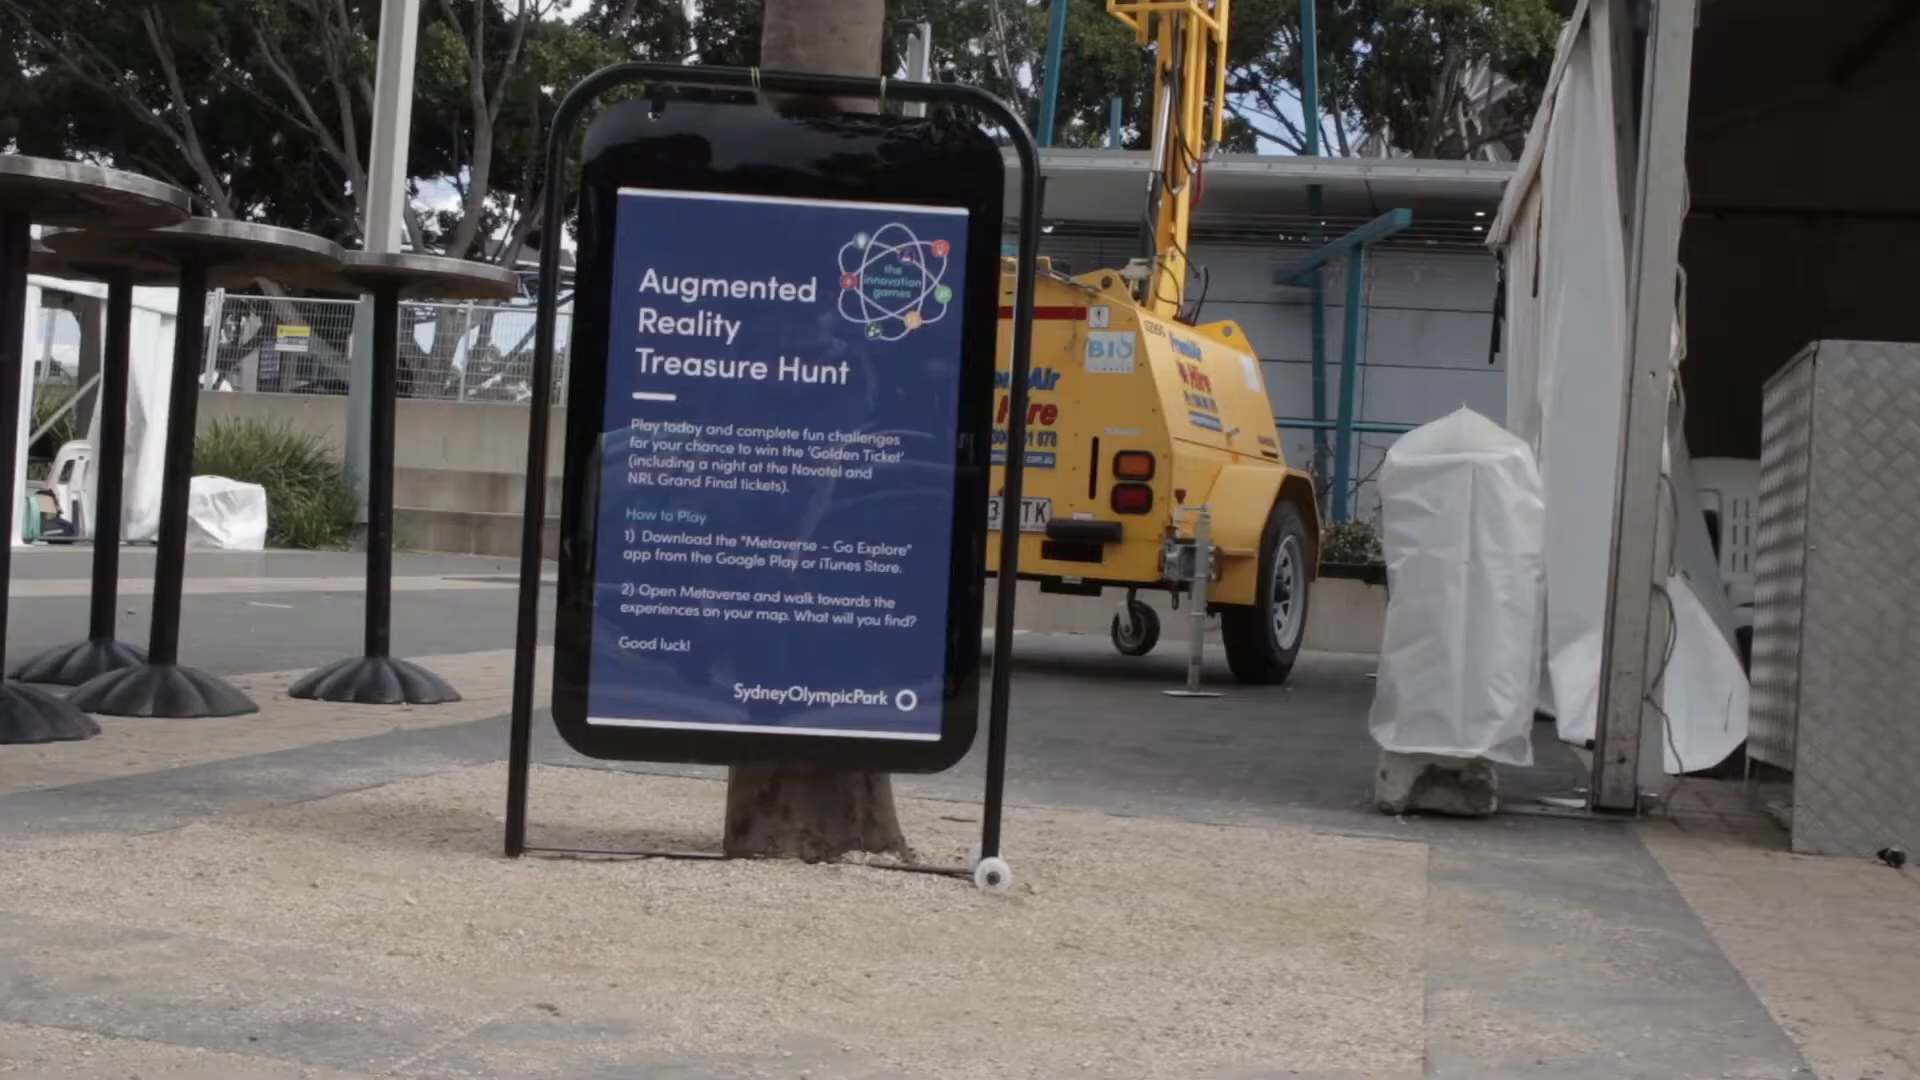 the
innovation
games
Augmented
Reality
Treasure Hunt
Play today and complete fun challenges
for your chance to win the 'Golden Ticket'
(including a night at the Novotel and
NRL Grand Final tickets).
How to Play
1) Download the "Metaverse – Go Explore"
app from the Google Play or iTunes Store.
2) Open Metaverse and walk towards the
experiences on your map. What will you find?
Good luck!
SydneyOlympicPark
BIO
Air
Hire
Hire